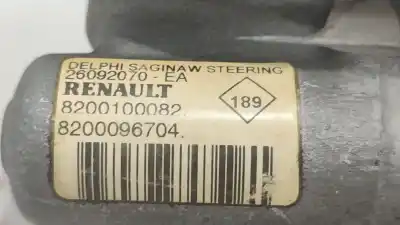 DELPHI SAGINAW STEERING
26092070 - EA
RENAULT
189
8200100082.
8200096704.